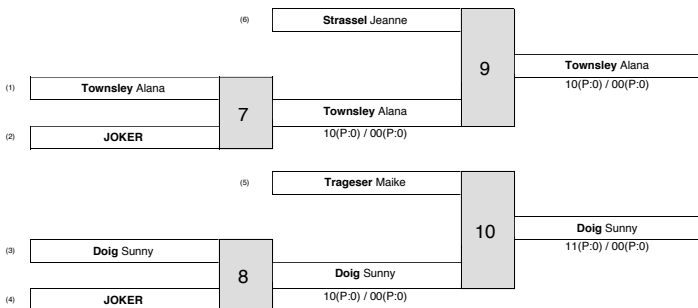 (6) Strassel Jeanne
9
Townsley Alana
10(P:0) / 00(P:0)
(1) Townsley Alana
7
Townsley Alana
10(P:0) / 00(P:0)
(2) JOKER
(5) Trageser Maike
10
Doig Sunny
11(P:0) / 00(P:0)
(3) Doig Sunny
8
Doig Sunny
10(P:0) / 00(P:0)
(4) JOKER